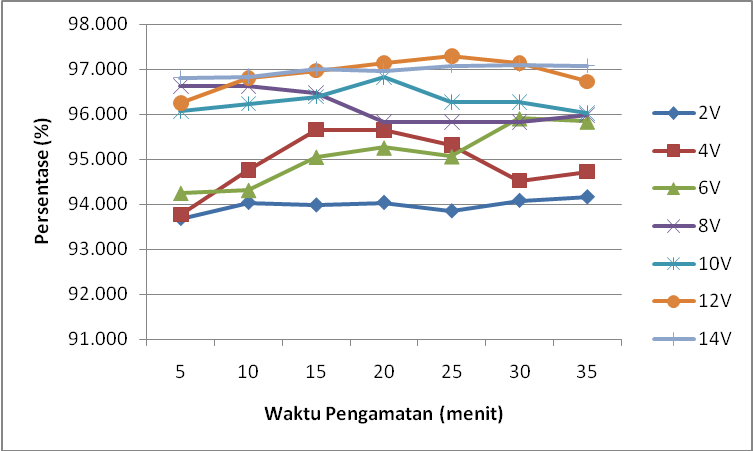 98.000
97.000
96.000
95.000
94.000
93.000
92.000
91.000
Persentase (%)
5 10 15 20 25 30 35
Waktu Pengamatan (menit)
2V
4V
6V
8V
10V
12V
14V